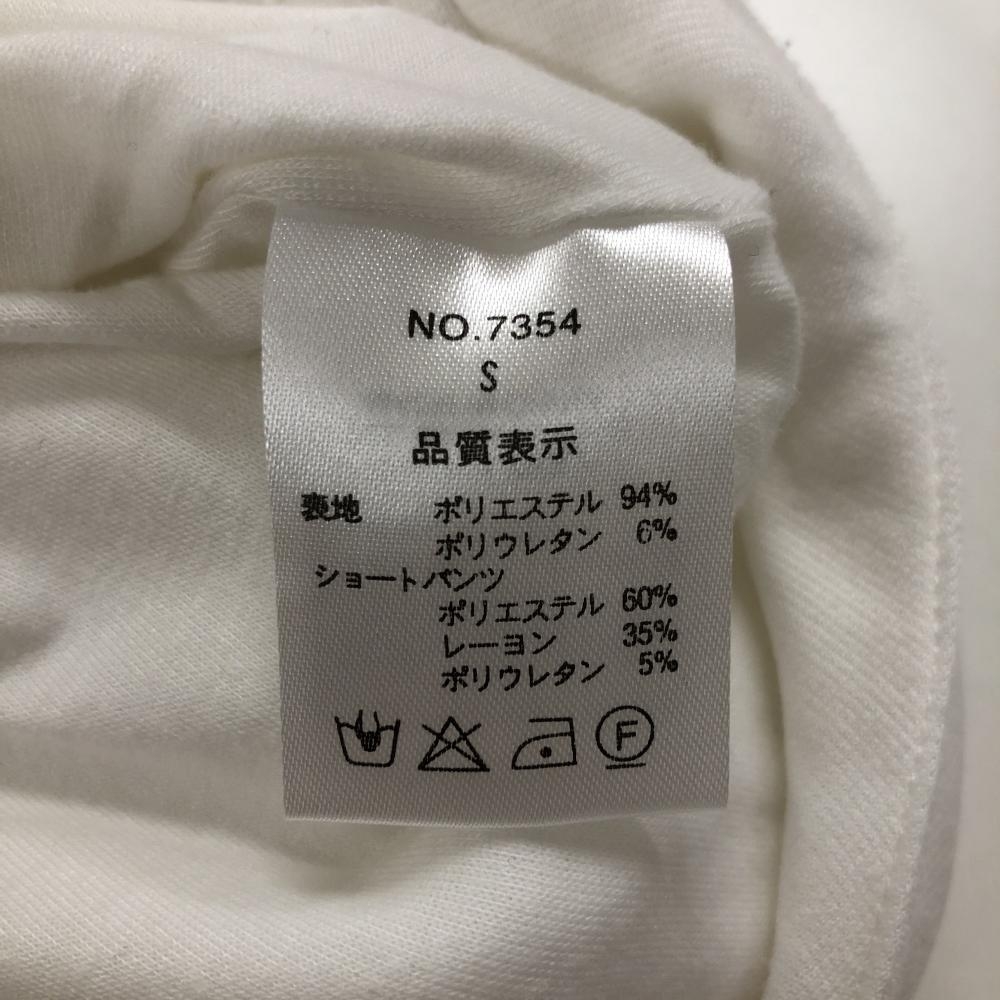 NO.7354
S
品質表示
表地 ポリエステル 94%
ポリウレタン 6%
ショートパンツ
ポリエステル 60%
レーヨン 35%
ポリウレタン 5%
F